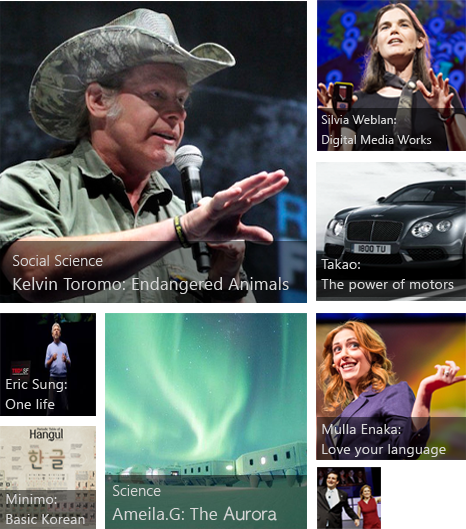 Social Science
Kelvin Toromo: Endangered Animals
Silvia Weblan:
Digital Media Works
1800 TU
Takao:
The power of motors
Eric Sung:
One life
Hangul
한글
Minimo:
Basic Korean
Science
Ameila.G: The Aurora
Mulla Enaka:
Love your language